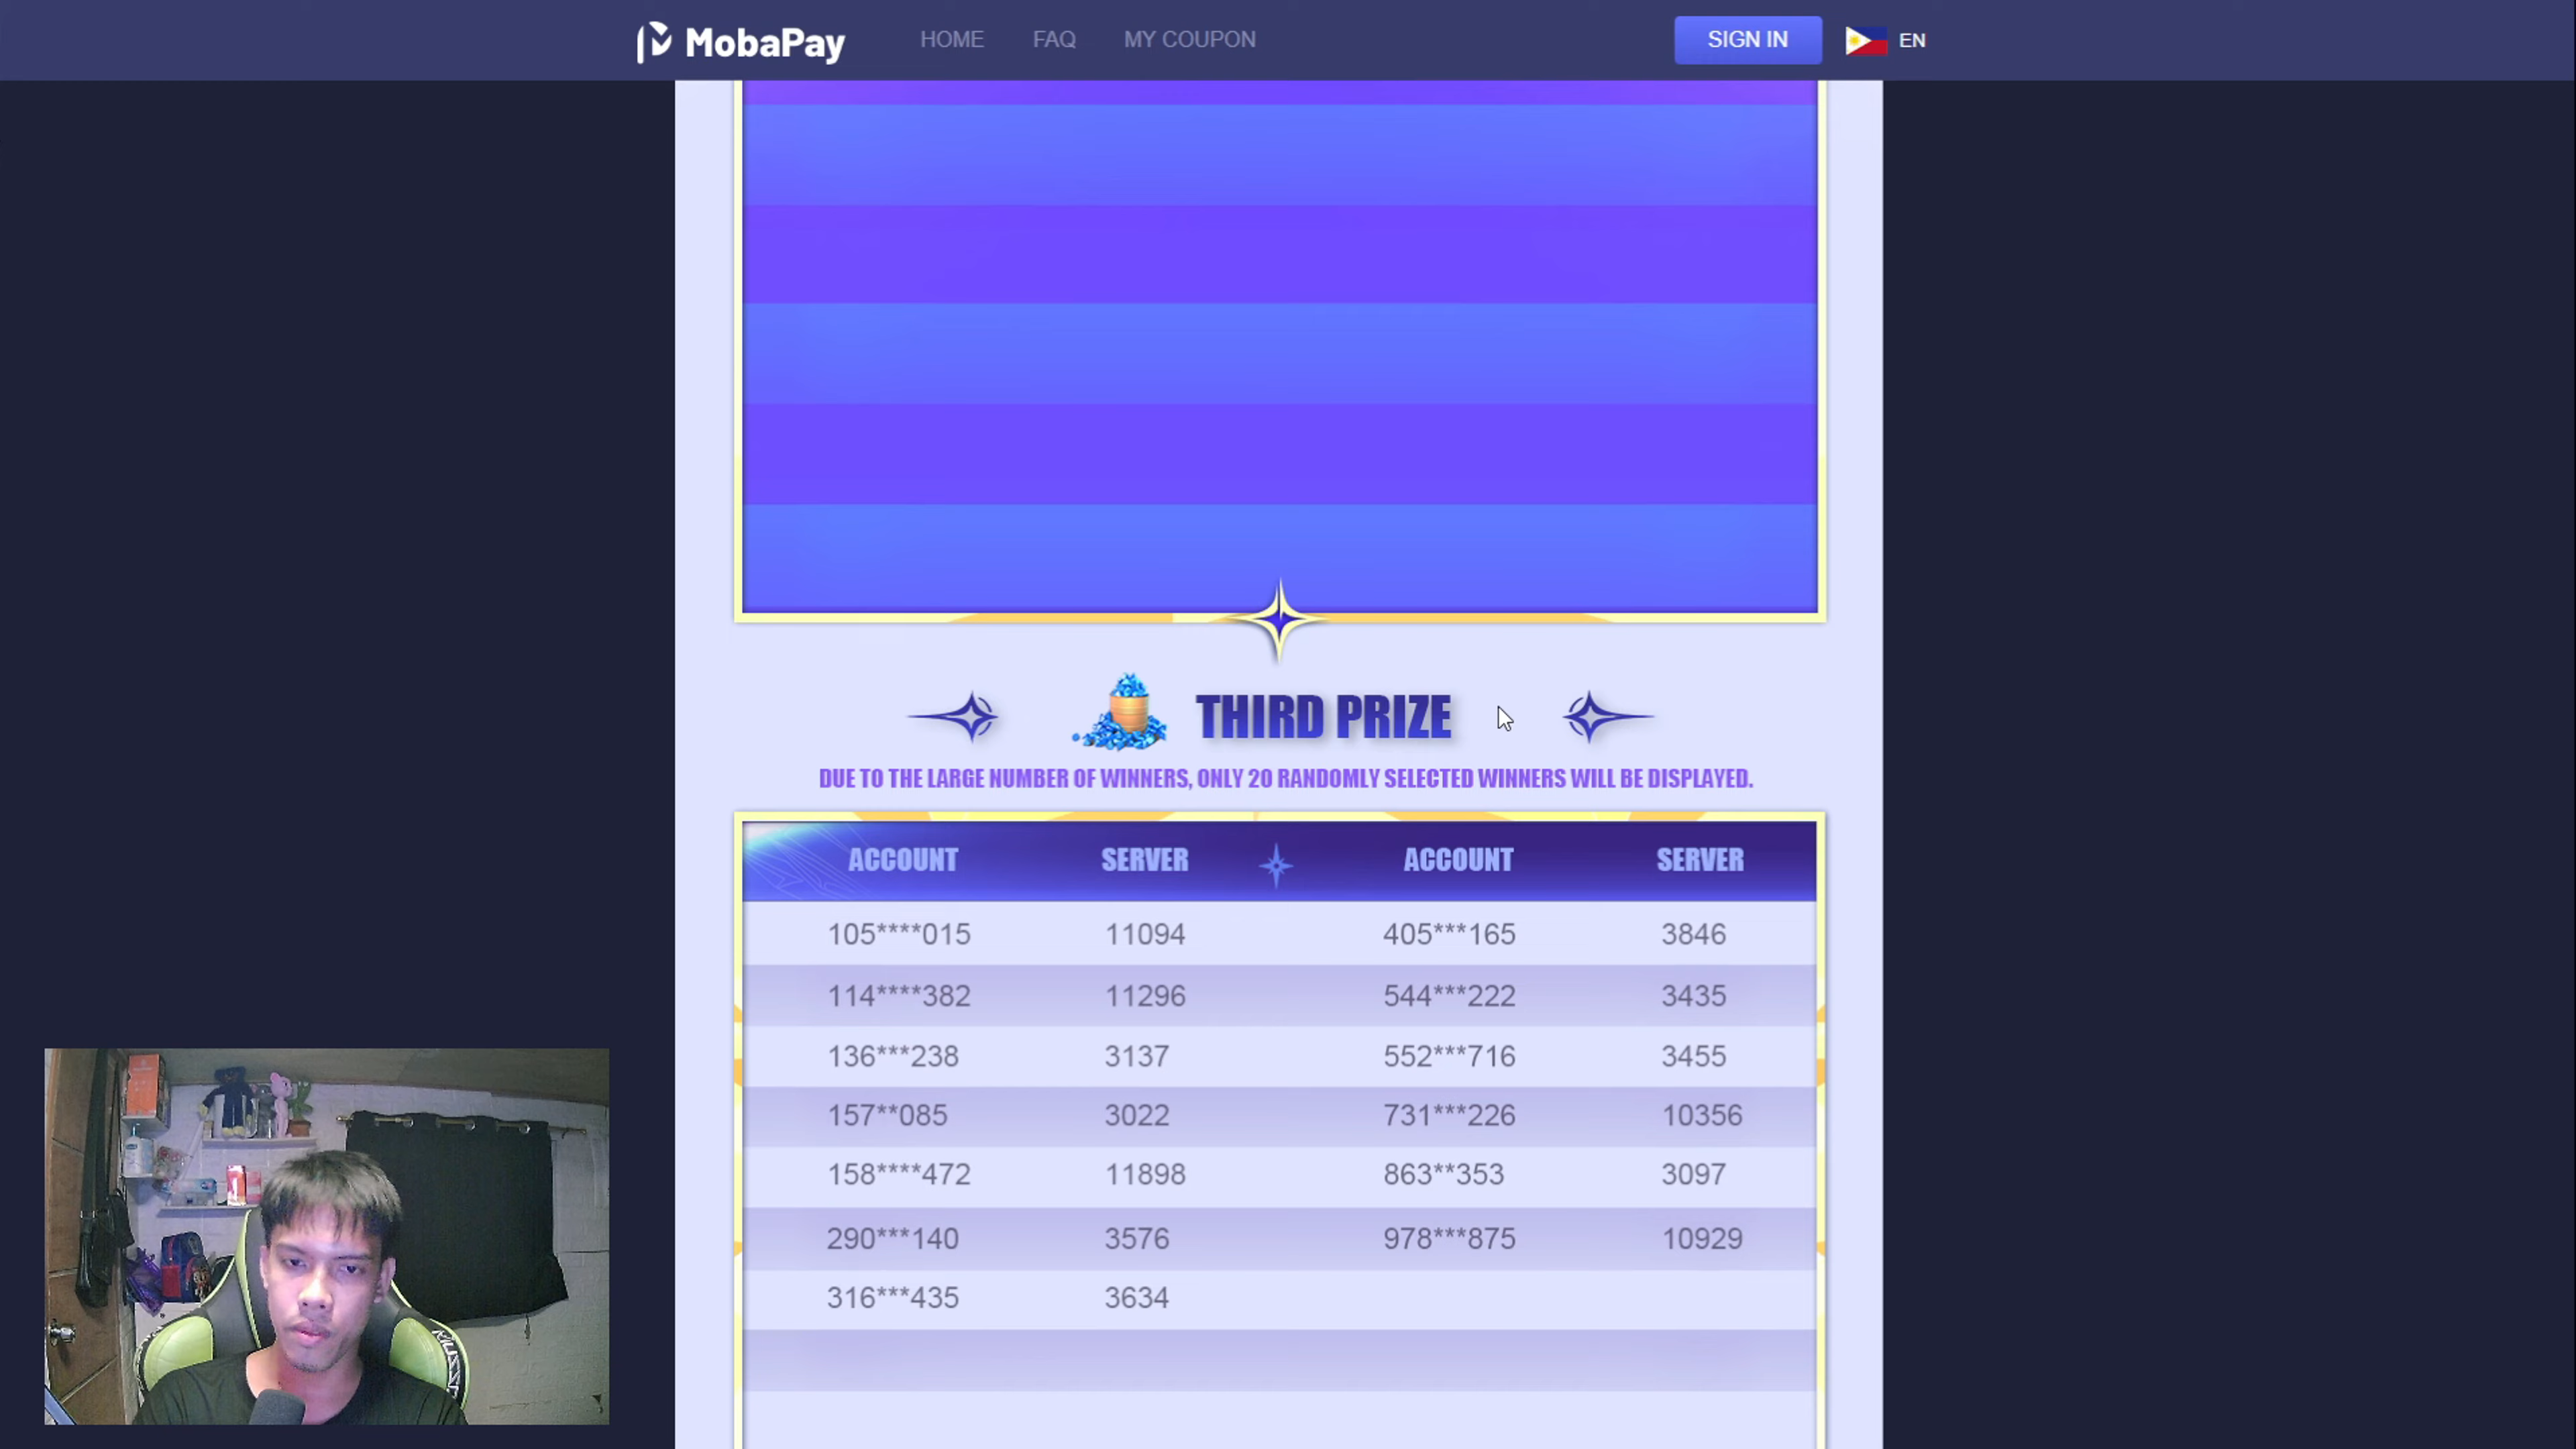 MobaPay HOME FAQ MY COUPON SIGN IN EN
THIRD PRIZE
DUE TO THE LARGE NUMBER OF WINNERS, ONLY 20 RANDOMLY SELECTED WINNERS WILL BE DISPLAYED.
ACCOUNT SERVER ACCOUNT SERVER
105****015 11094 405***165 3846
114****382 11296 544***222 3435
136***238 3137 552***716 3455
157**085 3022 731***226 10356
158****472 11898 863**353 3097
290***140 3576 978***875 10929
316***435 3634